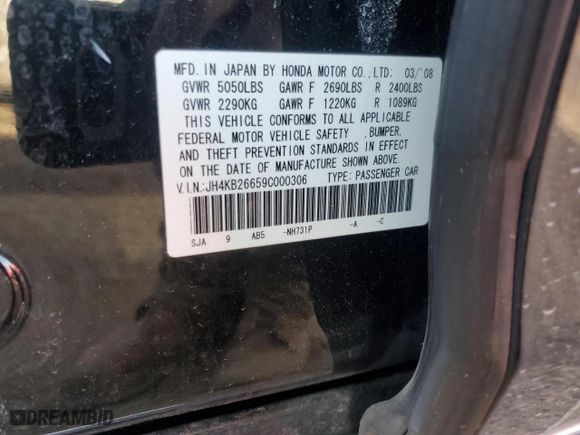 MFD. IN JAPAN BY HONDA MOTOR CO., LTD: 03/'08
GVWR 5050LBS GAWR F 2690LBS R 2400LBS
GVWR 2290KG GAWR F 1220KG R 1089KG
THIS VEHICLE CONFORMS TO ALL APPLICABLE
FEDERAL MOTOR VEHICLE SAFETY ,BUMPER,
AND THEFT PREVENTION STANDARDS IN EFFECT
ON THE DATE OF MANUFACTURE SHOWN ABOVE.
V.I.N.:JH4KB26659C000306 TYPE: PASSENGER CAR
SJA 9 AB5 -NH731P -A -C
DREAMBID